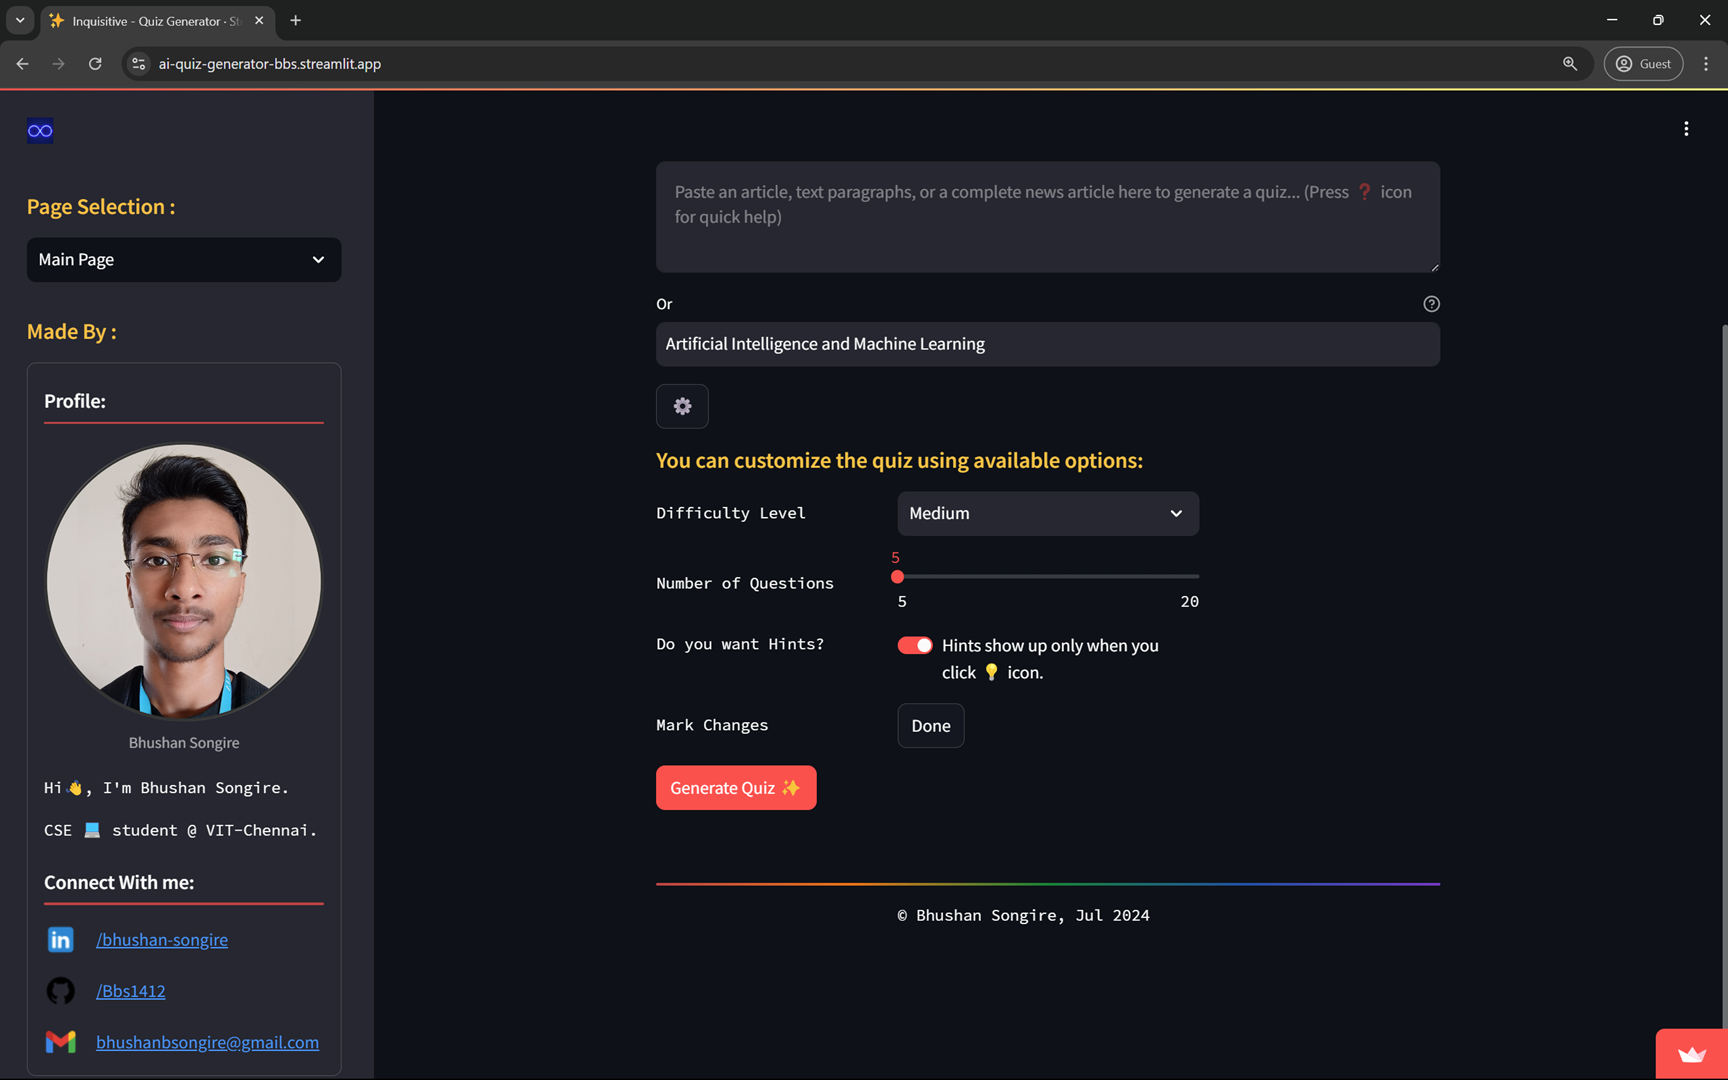 Inquisitive - Quiz Generator · St
ai-quiz-generator-bbs.streamlit.app
Guest
Page Selection :
Main Page
Made By :
Profile:
Bhushan Songire
Hi👋, I'm Bhushan Songire.
CSE 💻 student @ VIT-Chennai.
Connect With me:
in
/bhushan-songire
/Bbs1412
bhushanbsongire@gmail.com
Paste an article, text paragraphs, or a complete news article here to generate a quiz... (Press ❓ icon
for quick help)
Or
Artificial Intelligence and Machine Learning
You can customize the quiz using available options:
Difficulty Level
Medium
5
Number of Questions
5
20
Do you want Hints?
Hints show up only when you
click 💡 icon.
Mark Changes
Done
Generate Quiz ✨
© Bhushan Songire, Jul 2024